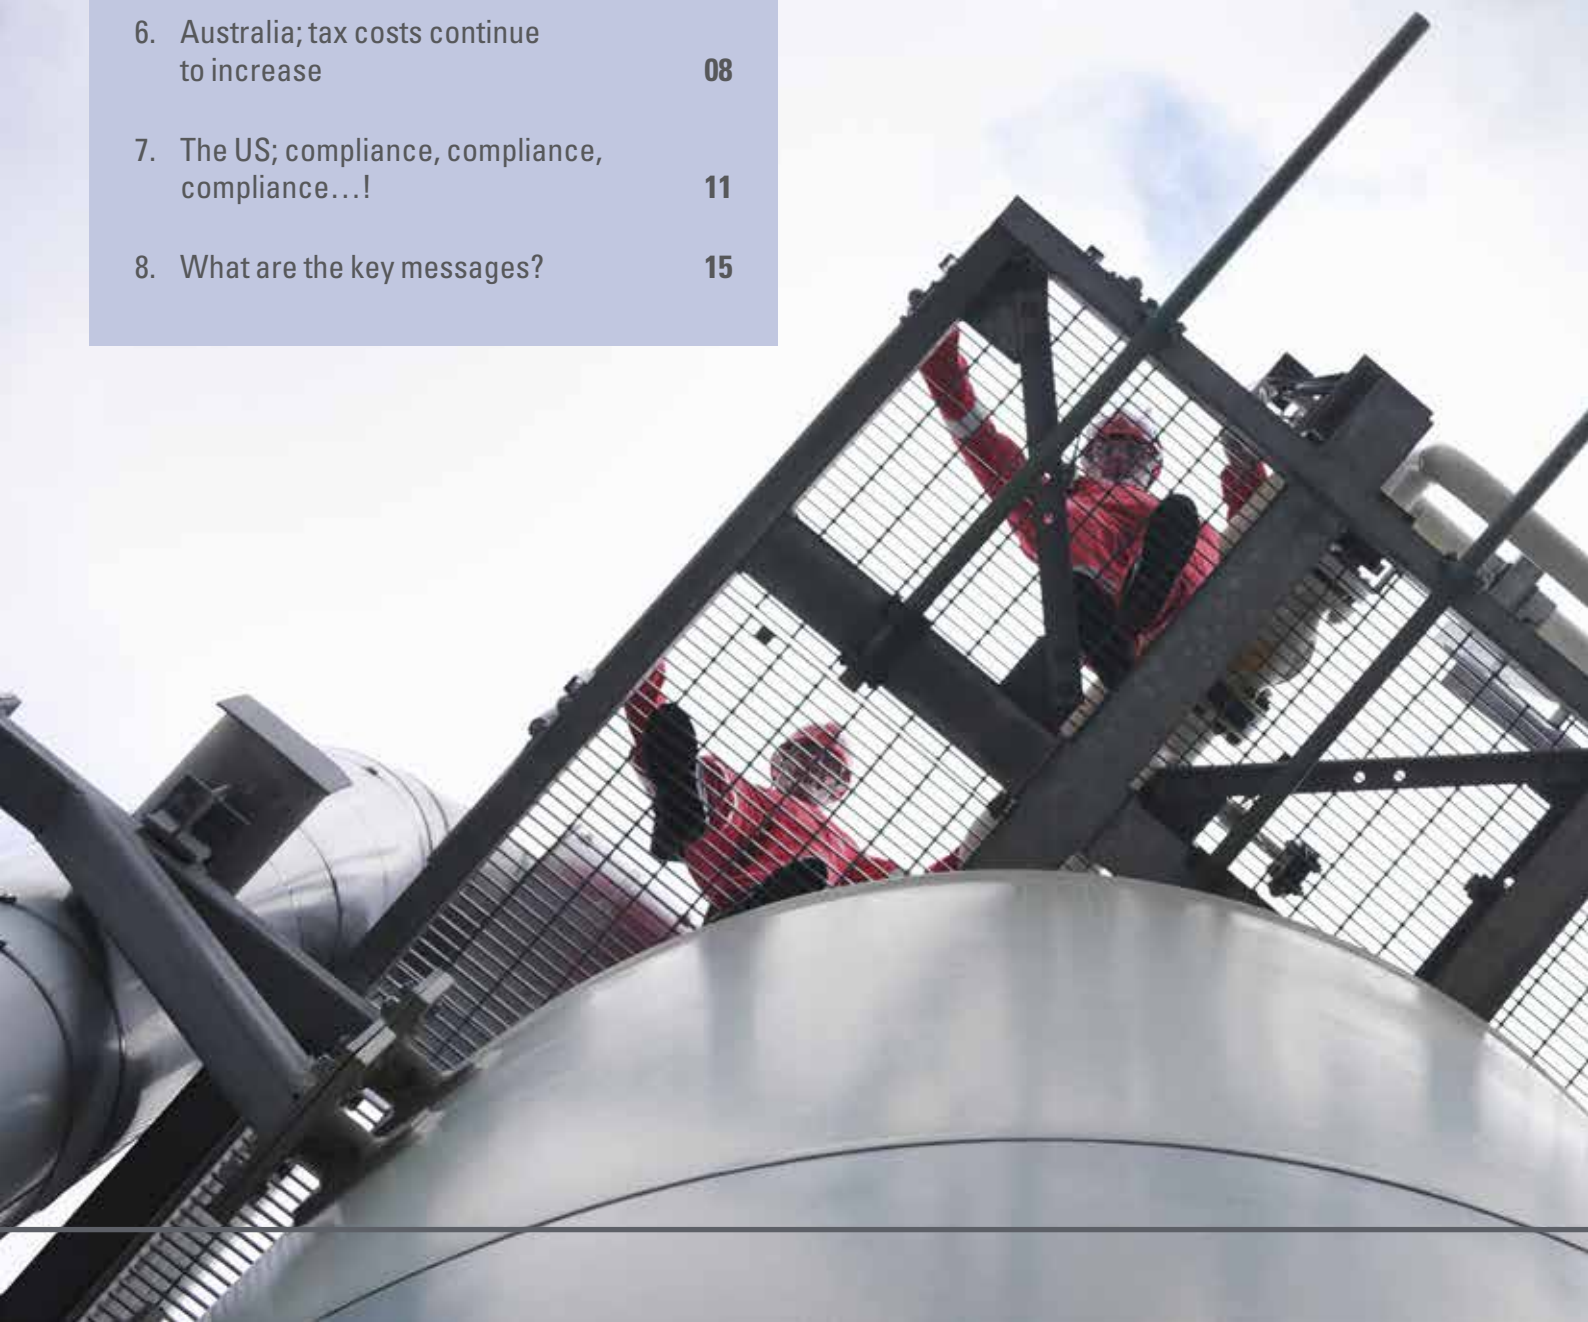 6. Australia; tax costs continue
to increase 08
7. The US; compliance, compliance,
compliance…! 11
8. What are the key messages? 15